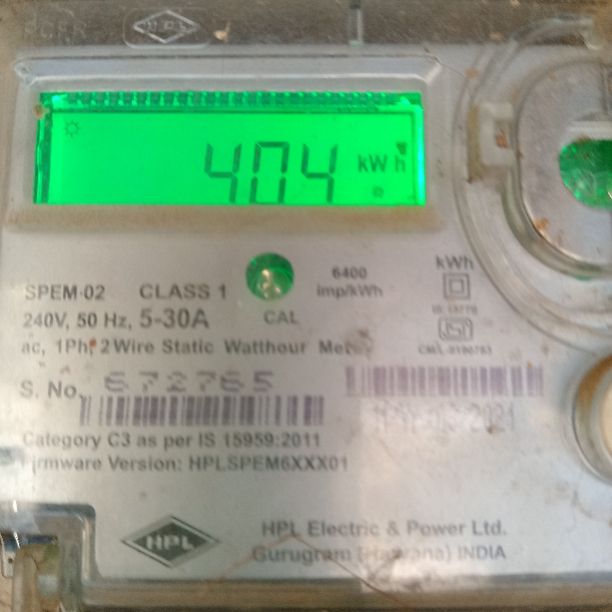 HPL
404 kWh
SPEM-02 CLASS 1
6400 imp/kWh
kWh
240V, 50 Hz, 5-30A
CAL
ac, 1Ph, 2 Wire Static Watthour Meter
S. No. 672765
Category C3 as per IS 15959:2011
Firmware Version: HPLSPEM6XXX01
HPL
HPL Electric & Power Ltd.
Gurugram (Haryana) INDIA